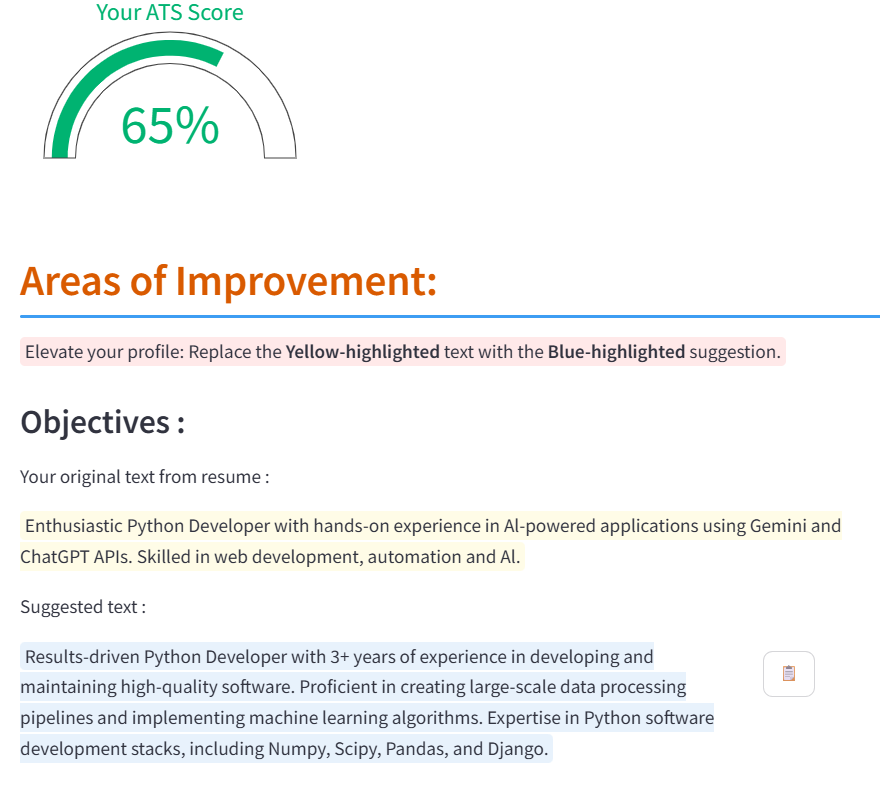 Your ATS Score
65%
Areas of Improvement:
Elevate your profile: Replace the Yellow-highlighted text with the Blue-highlighted suggestion.
Objectives :
Your original text from resume :
Enthusiastic Python Developer with hands-on experience in Al-powered applications using Gemini and
ChatGPT APIs. Skilled in web development, automation and Al.
Suggested text :
Results-driven Python Developer with 3+ years of experience in developing and
maintaining high-quality software. Proficient in creating large-scale data processing
pipelines and implementing machine learning algorithms. Expertise in Python software
development stacks, including Numpy, Scipy, Pandas, and Django.